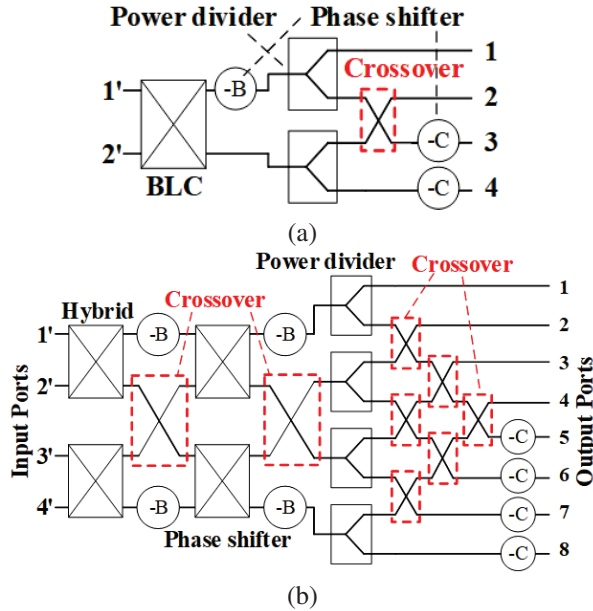 Power divider Phase shifter
1
-B
Crossover
1'
2
-C
3
2'
BLC
-C
4
(a)
Power divider Crossover
1
Hybrid Crossover
1' -B -B
2
3
2'
4
-C 5
3'
-C 6
4' -B -B
-C 7
Phase shifter
-C 8
Input Ports
Output Ports
(b)